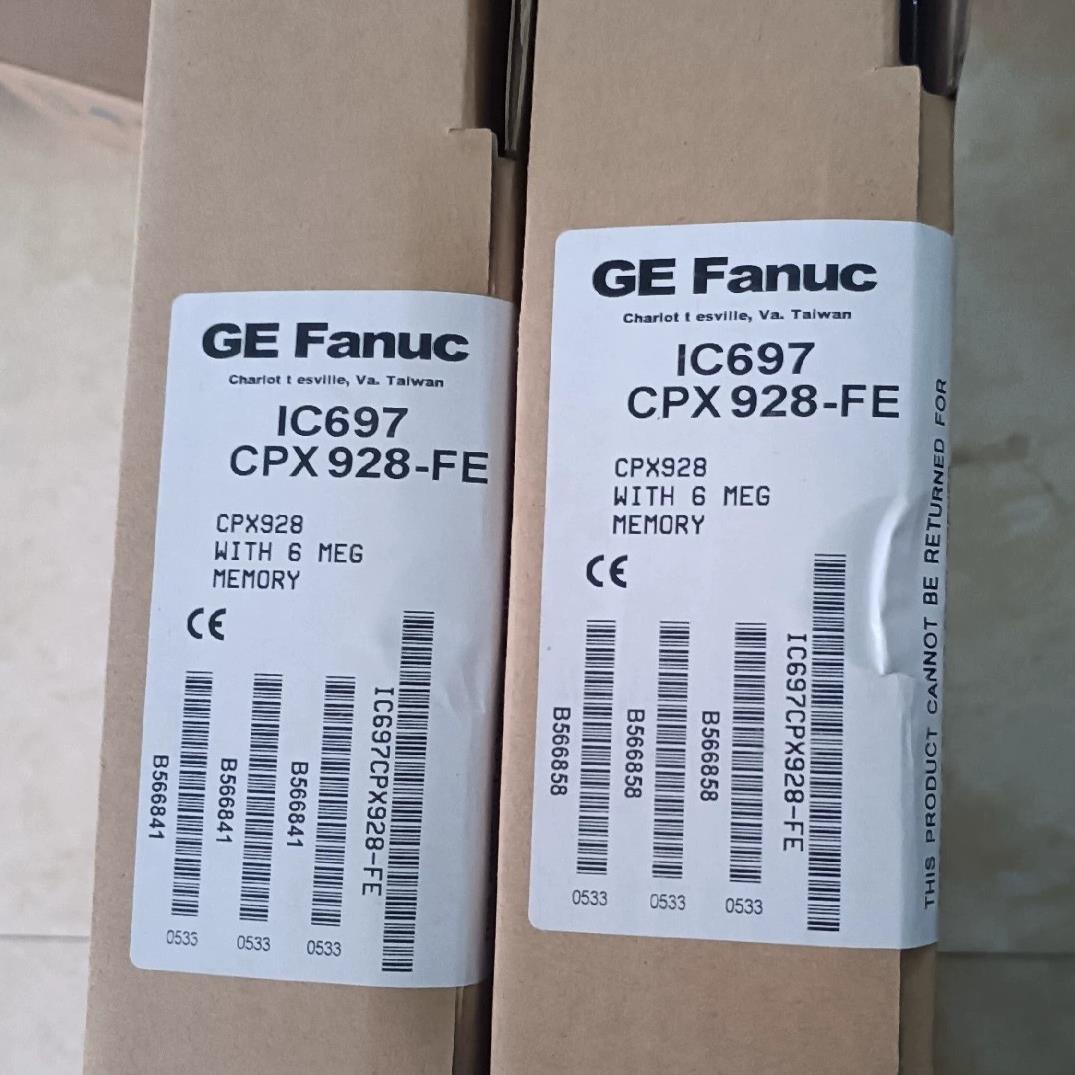 GE Fanuc
Charlot t esville, Va. Taiwan
IC697
CPX 928-FE
CPX928
WITH 6 MEG
MEMORY
CE
B566841
B566841
B566841
IC697CPX928-FE
0533
0533
0533
GE Fanuc
Charlot t esville, Va. Taiwan
IC697
CPX 928-FE
CPX928
WITH 6 MEG
MEMORY
CE
B566858
B566858
B566858
IC697CPX928-FE
0533
0533
0533
THIS PRODUCT CANNOT BE RETURNED FOR